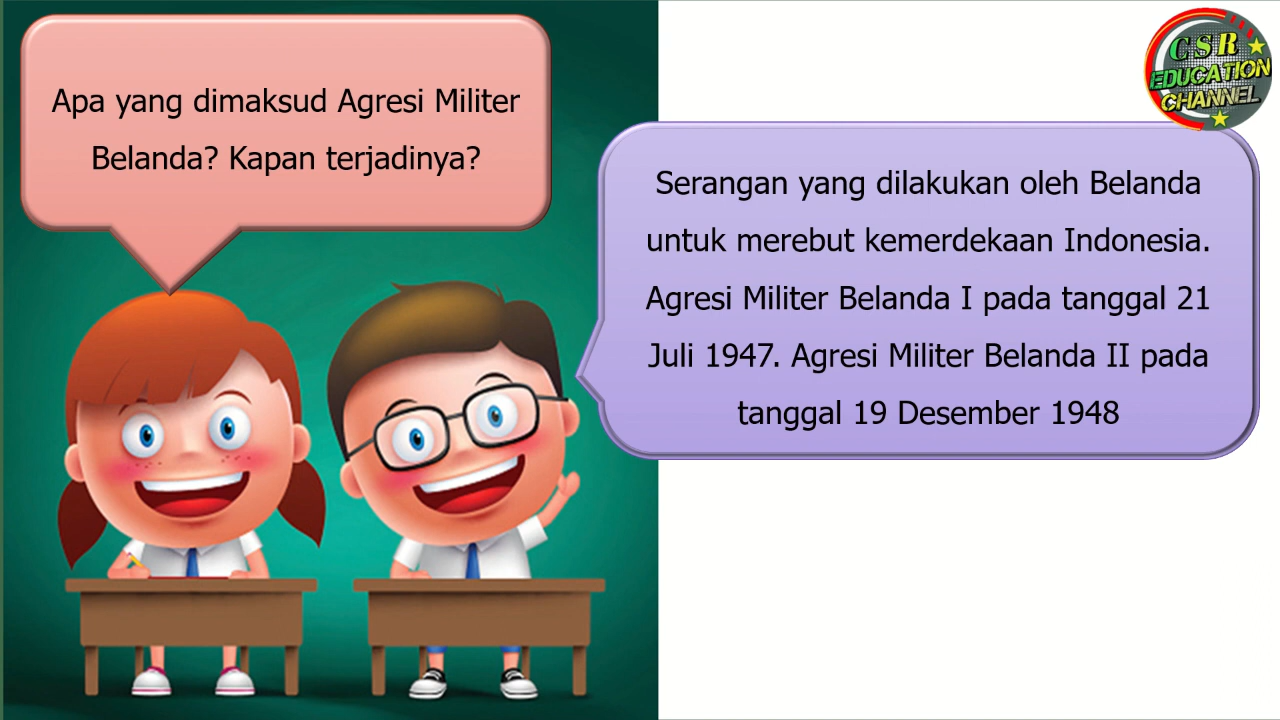 Apa yang dimaksud Agresi Militer
Belanda? Kapan terjadinya?
CSR
EDUCATION
CHANNEL
Serangan yang dilakukan oleh Belanda
untuk merebut kemerdekaan Indonesia.
Agresi Militer Belanda I pada tanggal 21
Juli 1947. Agresi Militer Belanda II pada
tanggal 19 Desember 1948